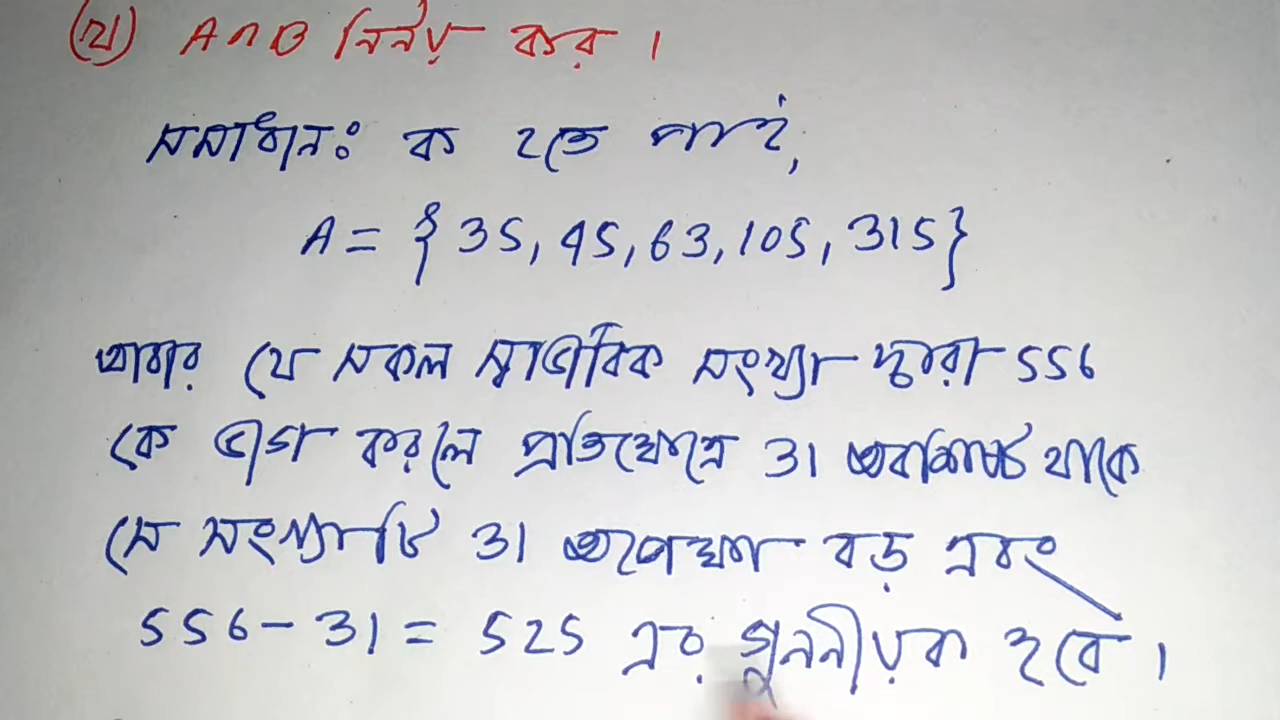 (খ) A∩B নির্নয় কর ।
সমাধানঃ ক হতে পাই,
A = {35, 45, 63, 105, 315}
আবার যে সকল স্বাভাবিক সংখ্যা দ্বারা 556
কে ভাগ করলে প্রতিক্ষেত্রে 31 অবশিষ্ট থাকে
সে সংখ্যাটি 31 অপেক্ষা বড় এবং
556 - 31 = 525 এর গুননীয়ক হবে ।